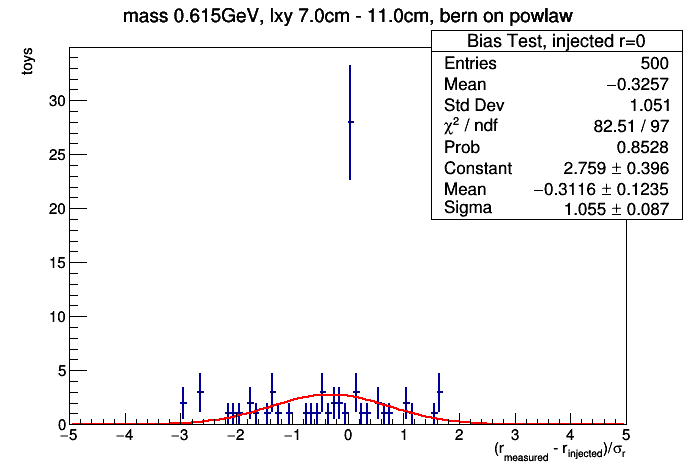 mass 0.615GeV, lxy 7.0cm - 11.0cm, bern on powlaw
toys
Bias Test, injected r=0
Entries 500
Mean −0.3257
Std Dev 1.051
χ² / ndf 82.51 / 97
Prob 0.8528
Constant 2.759 ± 0.396
Mean −0.3116 ± 0.1235
Sigma 1.055 ± 0.087
30
25
20
15
10
5
0
−5 −4 −3 −2 −1 0 1 2 3 4 5
(r_measured - r_injected)/σ_r